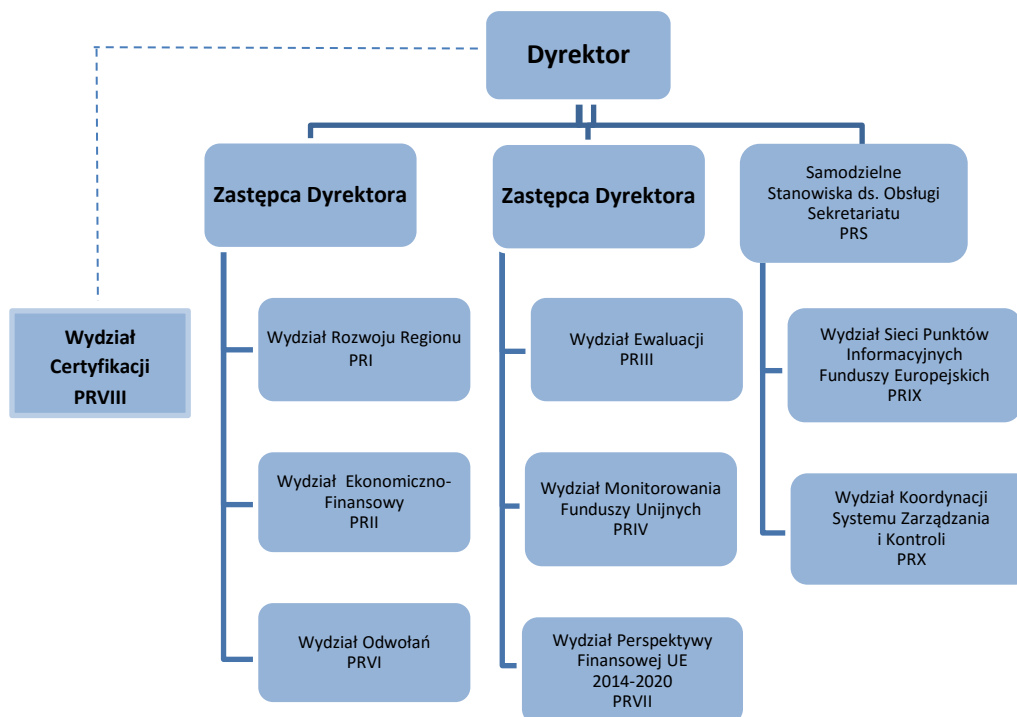 Dyrektor
Zastępca Dyrektora
Zastępca Dyrektora
Samodzielne
Stanowiska ds. Obsługi
Sekretariatu
PRS
Wydział
Certyfikacji
PRVIII
Wydział Rozwoju Regionu
PRI
Wydział Ewaluacji
PRIII
Wydział Sieci Punktów
Informacyjnych
Funduszy Europejskich
PRIX
Wydział Ekonomiczno-
Finansowy
PRII
Wydział Monitorowania
Funduszy Unijnych
PRIV
Wydział Koordynacji
Systemu Zarządzania
i Kontroli
PRX
Wydział Odwołań
PRVI
Wydział Perspektywy
Finansowej UE
2014-2020
PRVII